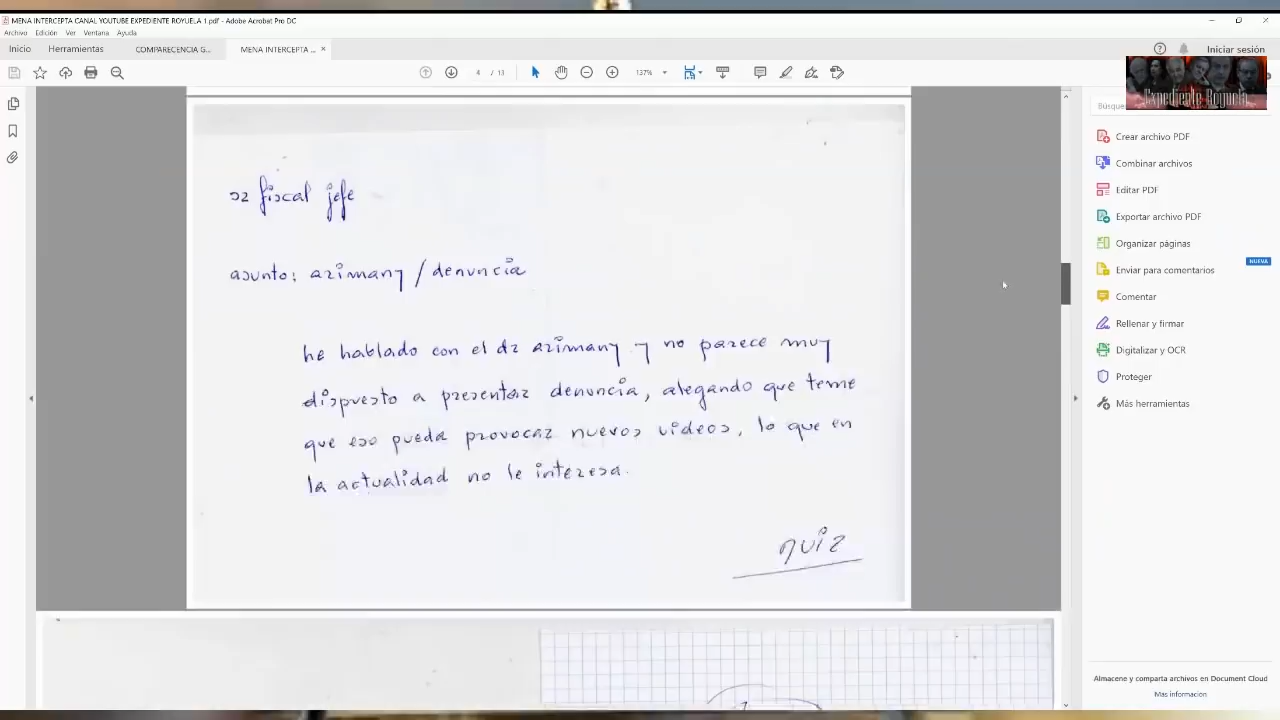 MENA INTERCEPTA CANAL YOUTUBE EXPEDIENTE ROYUELA 1.pdf - Adobe Acrobat Pro DC
Archivo Edición Ver Ventana Ayuda
Inicio Herramientas COMPARECENCIA G... MENA INTERCEPTA ... × Iniciar sesión
4 / 13 137%
Expediente Royuela
Búsqu
sr fiscal jefe
asunto: arimany / denuncia
he hablado con el dr arimany y no parece muy
dispuesto a presentar denuncia, alegando que teme
que eso pueda provocar nuevos videos, lo que en
la actualidad no le interesa.
ruiz
Crear archivo PDF
Combinar archivos
Editar PDF
Exportar archivo PDF
Organizar páginas
Enviar para comentarios NUEVA
Comentar
Rellenar y firmar
Digitalizar y OCR
Proteger
Más herramientas
Almacene y comparta archivos en Document Cloud
Más información